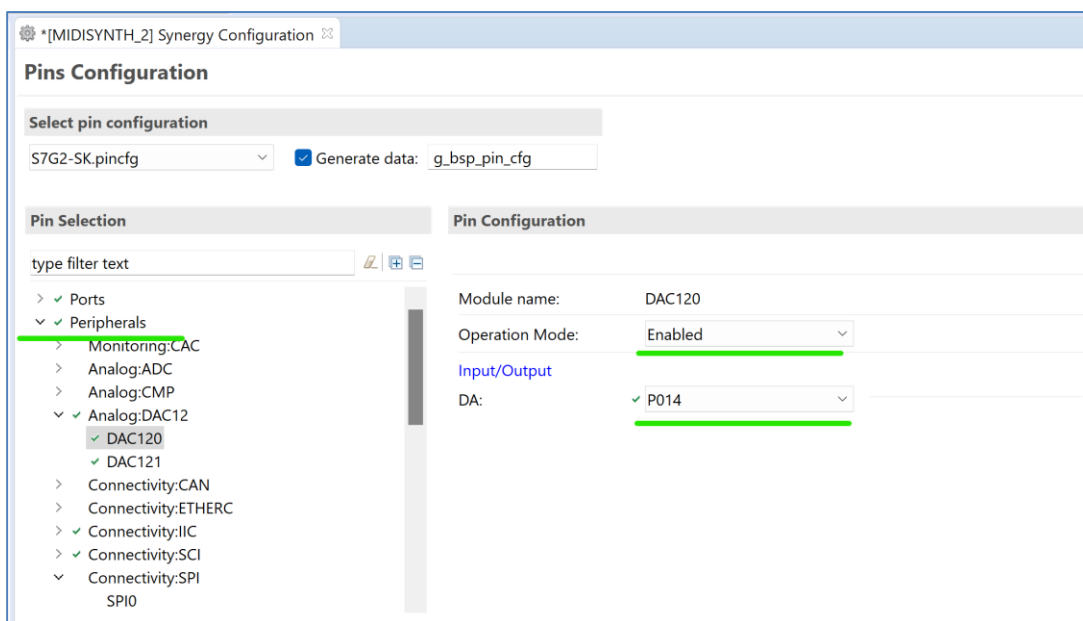 *[MIDISYNTH_2] Synergy Configuration
Pins Configuration
Select pin configuration
S7G2-SK.pincfg Generate data: g_bsp_pin_cfg
Pin Selection
type filter text
Ports
Peripherals
Monitoring:CAC
Analog:ADC
Analog:CMP
Analog:DAC12
DAC120
DAC121
Connectivity:CAN
Connectivity:ETHERC
Connectivity:IIC
Connectivity:SCI
Connectivity:SPI
SPI0
Pin Configuration
Module name: DAC120
Operation Mode: Enabled
Input/Output
DA: P014